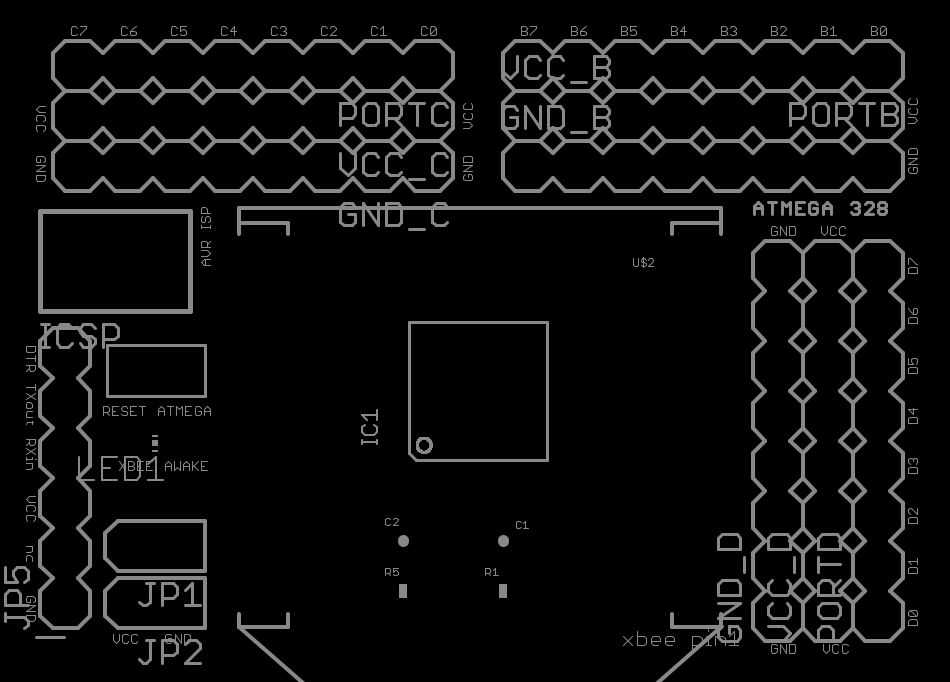 C7 C6 C5 C4 C3 C2 C1 C0
B7 B6 B5 B4 B3 B2 B1 B0
VCC_B
VCC
PORTC
VCC
GND_B
PORTB
VCC
GND
VCC_C
GND
GND
GND_C
ATMEGA 328
AVR ISP
GND VCC
U$2
D7
D6
D5
D4
D3
D2
D1
D0
ICSP
DTR
TXout
RXin
VCC
nc
GND
RESET ATMEGA
IC1
LED1
XBEE AWAKE
C2
C1
R5
R1
JP5
JP1
VCC GND
JP2
GND_D
VCC_D
PORTD
xbee pin1
GND VCC